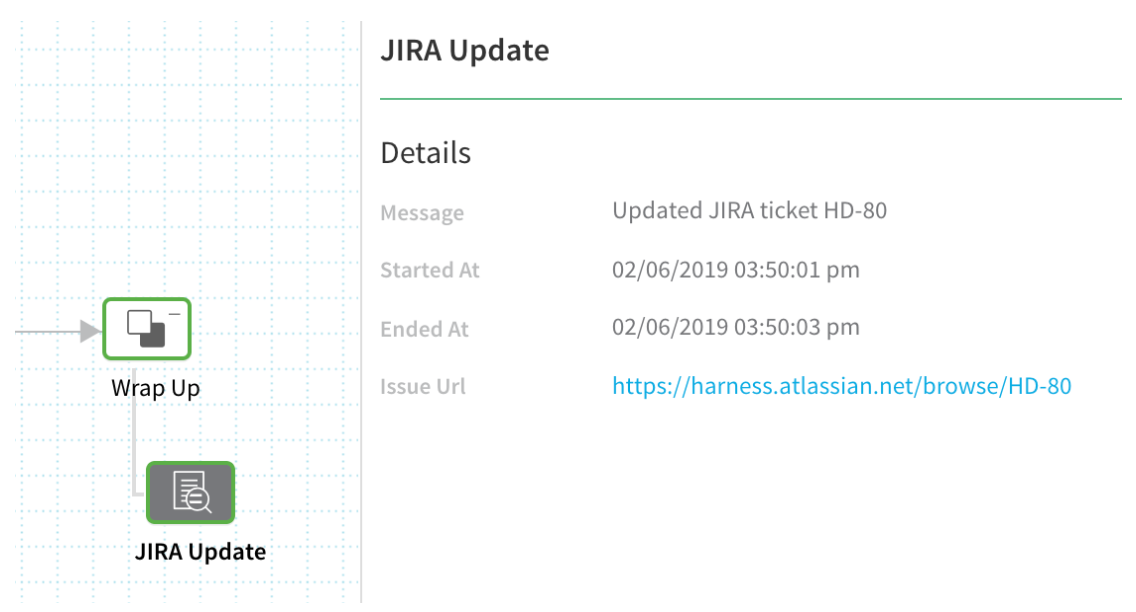 JIRA Update
Details
Message Updated JIRA ticket HD-80
Started At 02/06/2019 03:50:01 pm
Ended At 02/06/2019 03:50:03 pm
Issue Url https://harness.atlassian.net/browse/HD-80
Wrap Up
JIRA Update